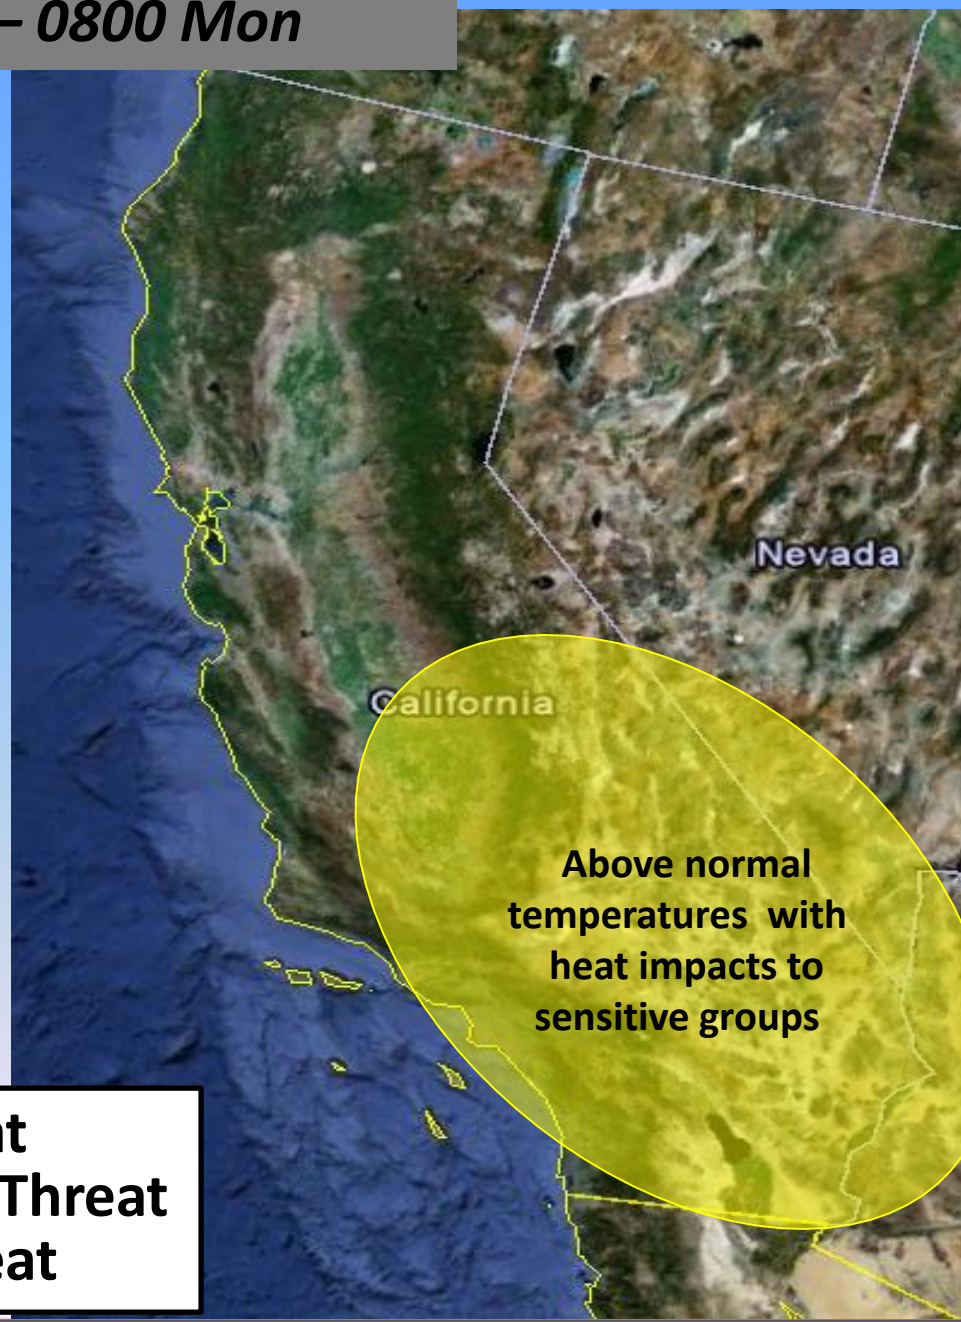 – 0800 Mon
Nevada
California
Above normal
temperatures with
heat impacts to
sensitive groups
Threat